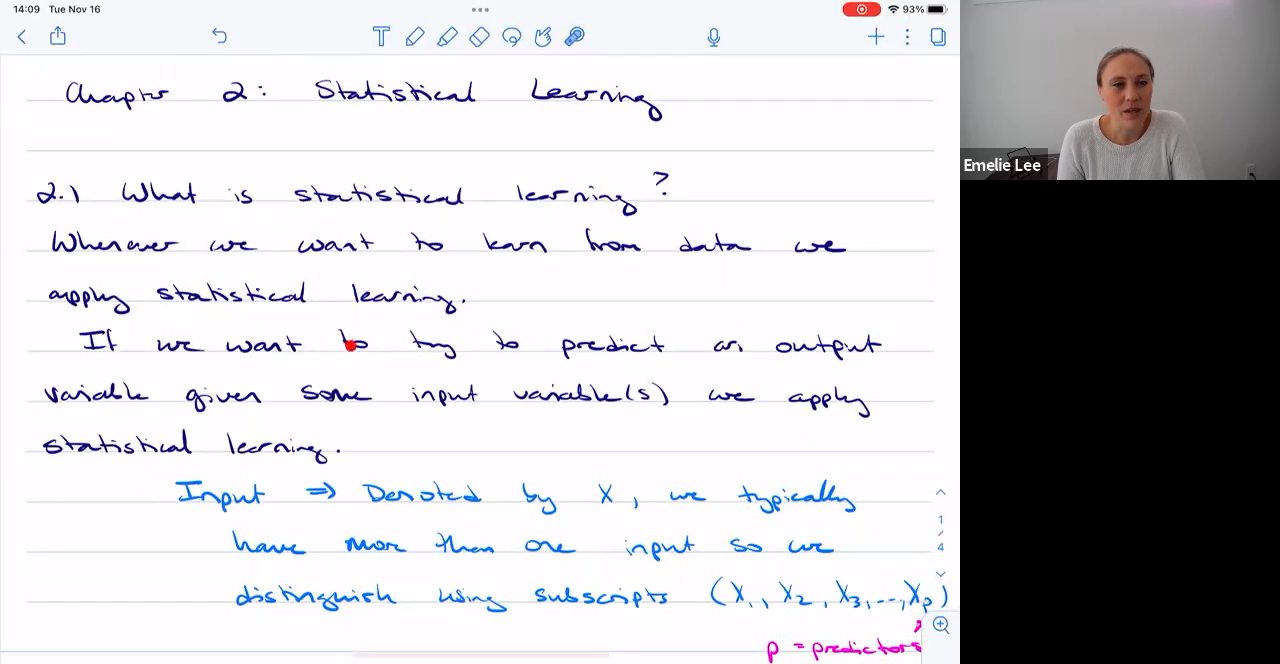 14:09 Tue Nov 16
93%
Chapter 2: Statistical Learning
2.1 What is statistical learning?
Whenever we want to learn from data we
apply statistical learning.
If we want to try to predict an output
variable given some input variable(s) we apply
statistical learning.
Input ⇒ Denoted by X, we typically
have more than one input so we
distinguish using subscripts (X1, X2, X3,...,Xp)
p = predictors
1/4
Emelie Lee